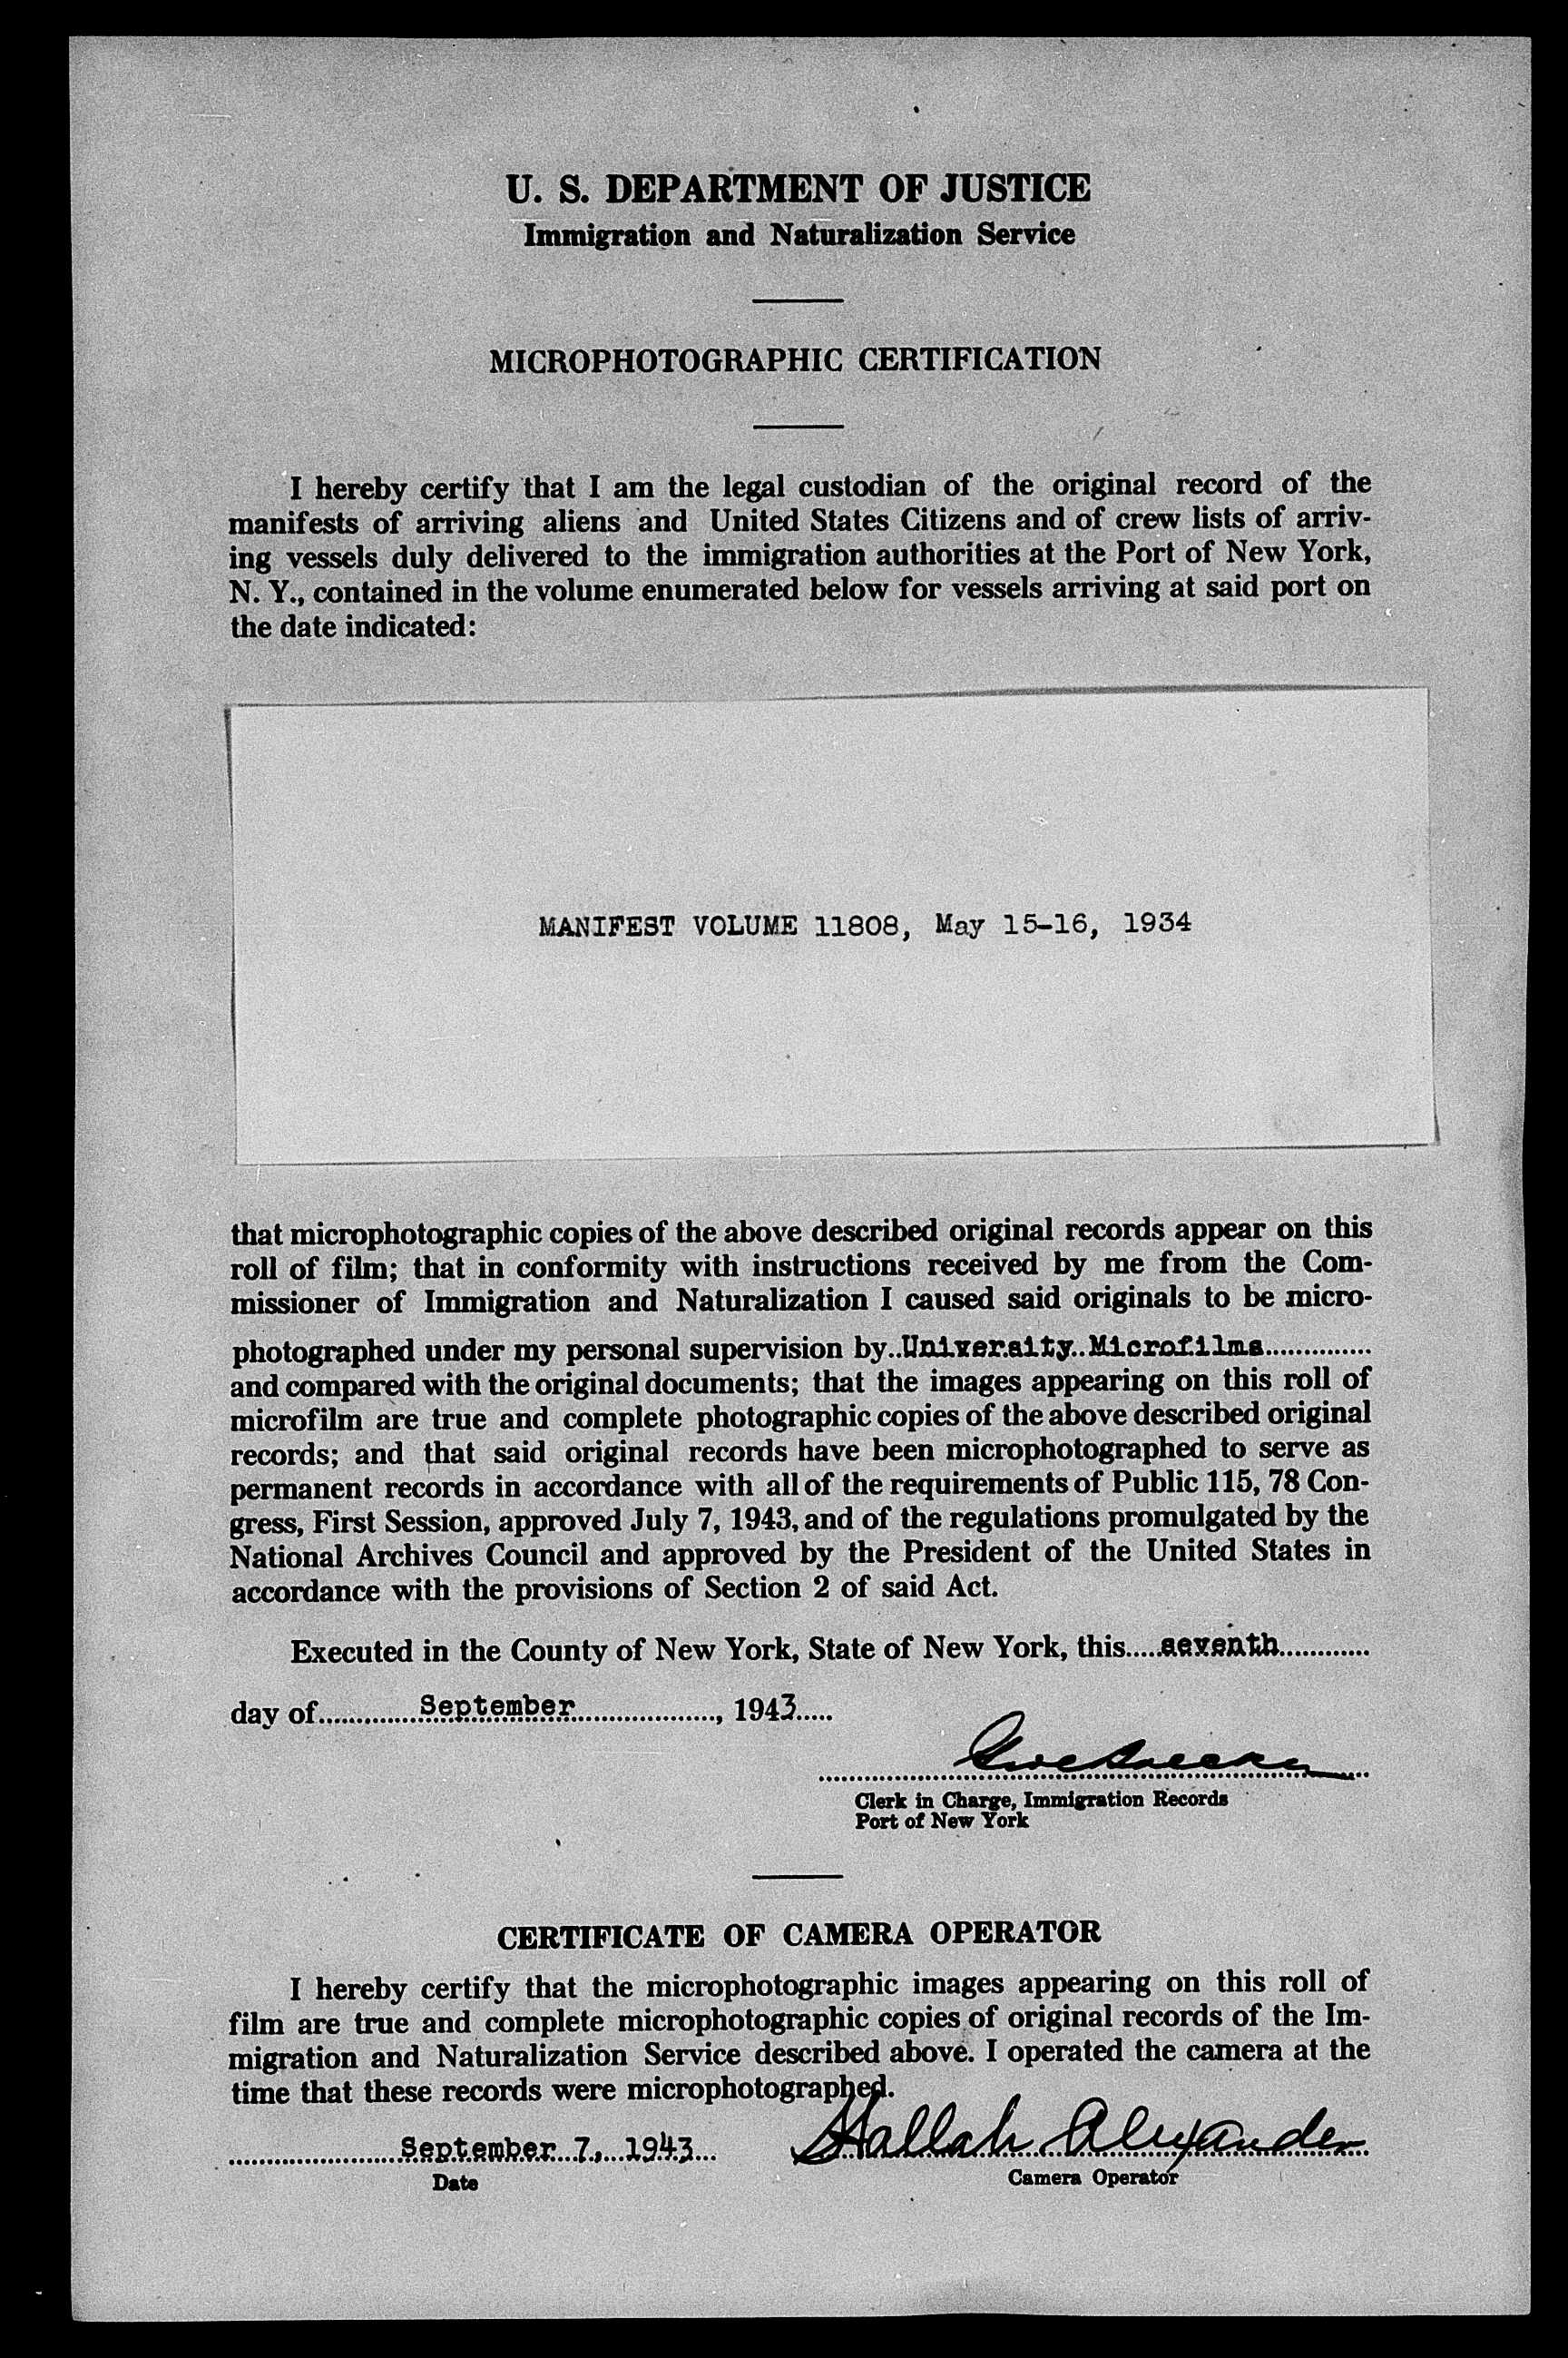 U. S. DEPARTMENT OF JUSTICE
Immigration and Naturalization Service
MICROPHOTOGRAPHIC CERTIFICATION
I hereby certify that I am the legal custodian of the original record of the
manifests of arriving aliens and United States Citizens and of crew lists of arriv-
ing vessels duly delivered to the immigration authorities at the Port of New York,
N. Y., contained in the volume enumerated below for vessels arriving at said port on
the date indicated:
MANIFEST VOLUME 11808, May 15-16, 1934
that microphotographic copies of the above described original records appear on this
roll of film; that in conformity with instructions received by me from the Com-
missioner of Immigration and Naturalization I caused said originals to be micro-
photographed under my personal supervision by..University Microfilms..............
and compared with the original documents; that the images appearing on this roll of
microfilm are true and complete photographic copies of the above described original
records; and that said original records have been microphotographed to serve as
permanent records in accordance with all of the requirements of Public 115, 78 Con-
gress, First Session, approved July 7, 1943, and of the regulations promulgated by the
National Archives Council and approved by the President of the United States in
accordance with the provisions of Section 2 of said Act.
Executed in the County of New York, State of New York, this.....seventh............
day of..............September..................., 1943.....
Clerk in Charge, Immigration Records
Port of New York
CERTIFICATE OF CAMERA OPERATOR
I hereby certify that the microphotographic images appearing on this roll of
film are true and complete microphotographic copies of original records of the Im-
migration and Naturalization Service described above. I operated the camera at the
time that these records were microphotographed.
September 7, 1943 Hallah Alexander
Date Camera Operator